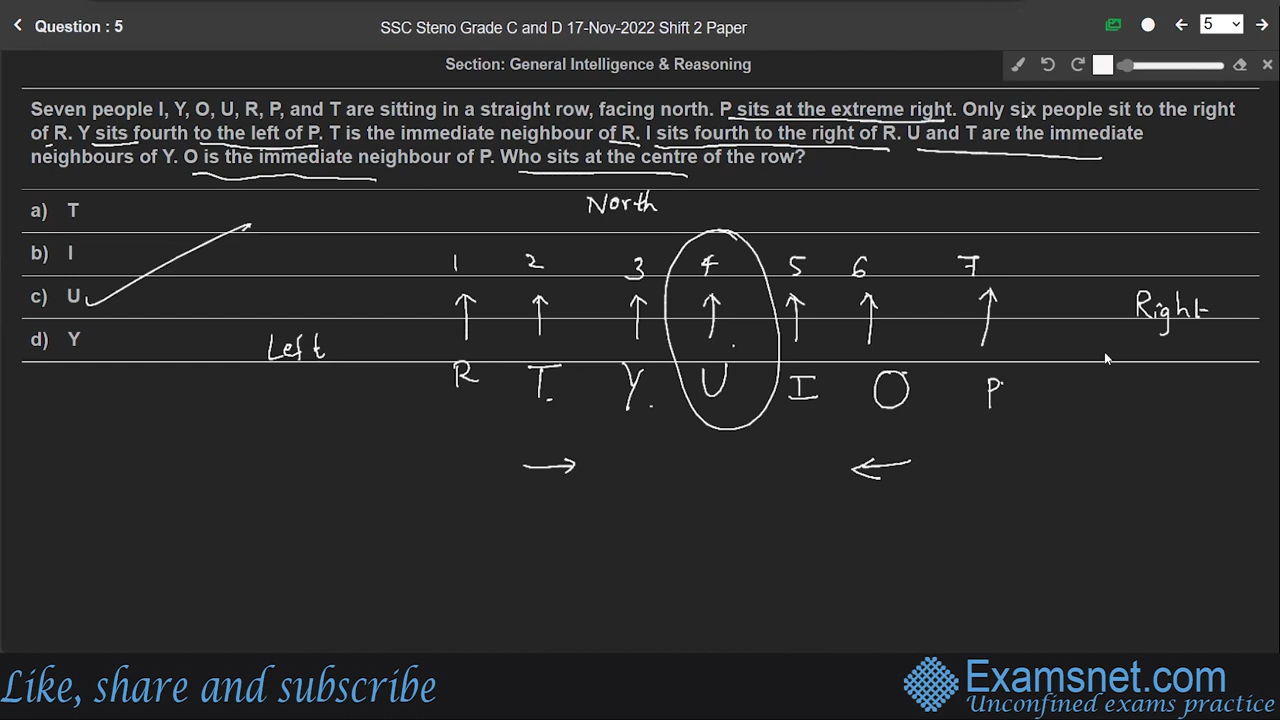 Question : 5
SSC Steno Grade C and D 17-Nov-2022 Shift 2 Paper
5
Section: General Intelligence & Reasoning
Seven people I, Y, O, U, R, P, and T are sitting in a straight row, facing north. P sits at the extreme right. Only six people sit to the right
of R. Y sits fourth to the left of P. T is the immediate neighbour of R. I sits fourth to the right of R. U and T are the immediate
neighbours of Y. O is the immediate neighbour of P. Who sits at the centre of the row?
a) T
North
b) I
1 2 3 4 5 6 7
c) U
Right
d) Y
Left
R T. Y. U I O P
Like, share and subscribe
Examsnet.com
Unconfined exams practice